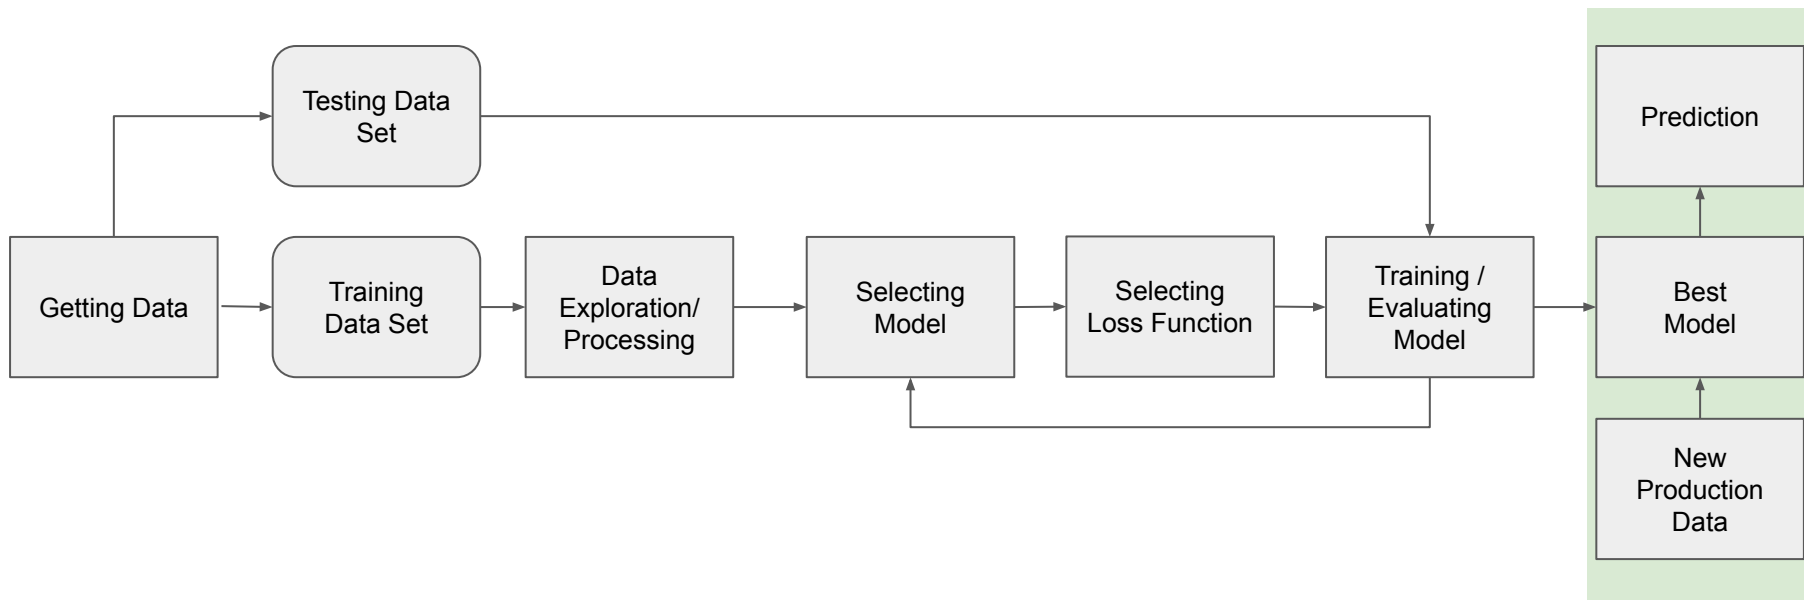 Testing Data
Set
Prediction
Getting Data
Training
Data Set
Data
Exploration/
Processing
Selecting
Model
Selecting
Loss Function
Training /
Evaluating
Model
Best
Model
New
Production
Data